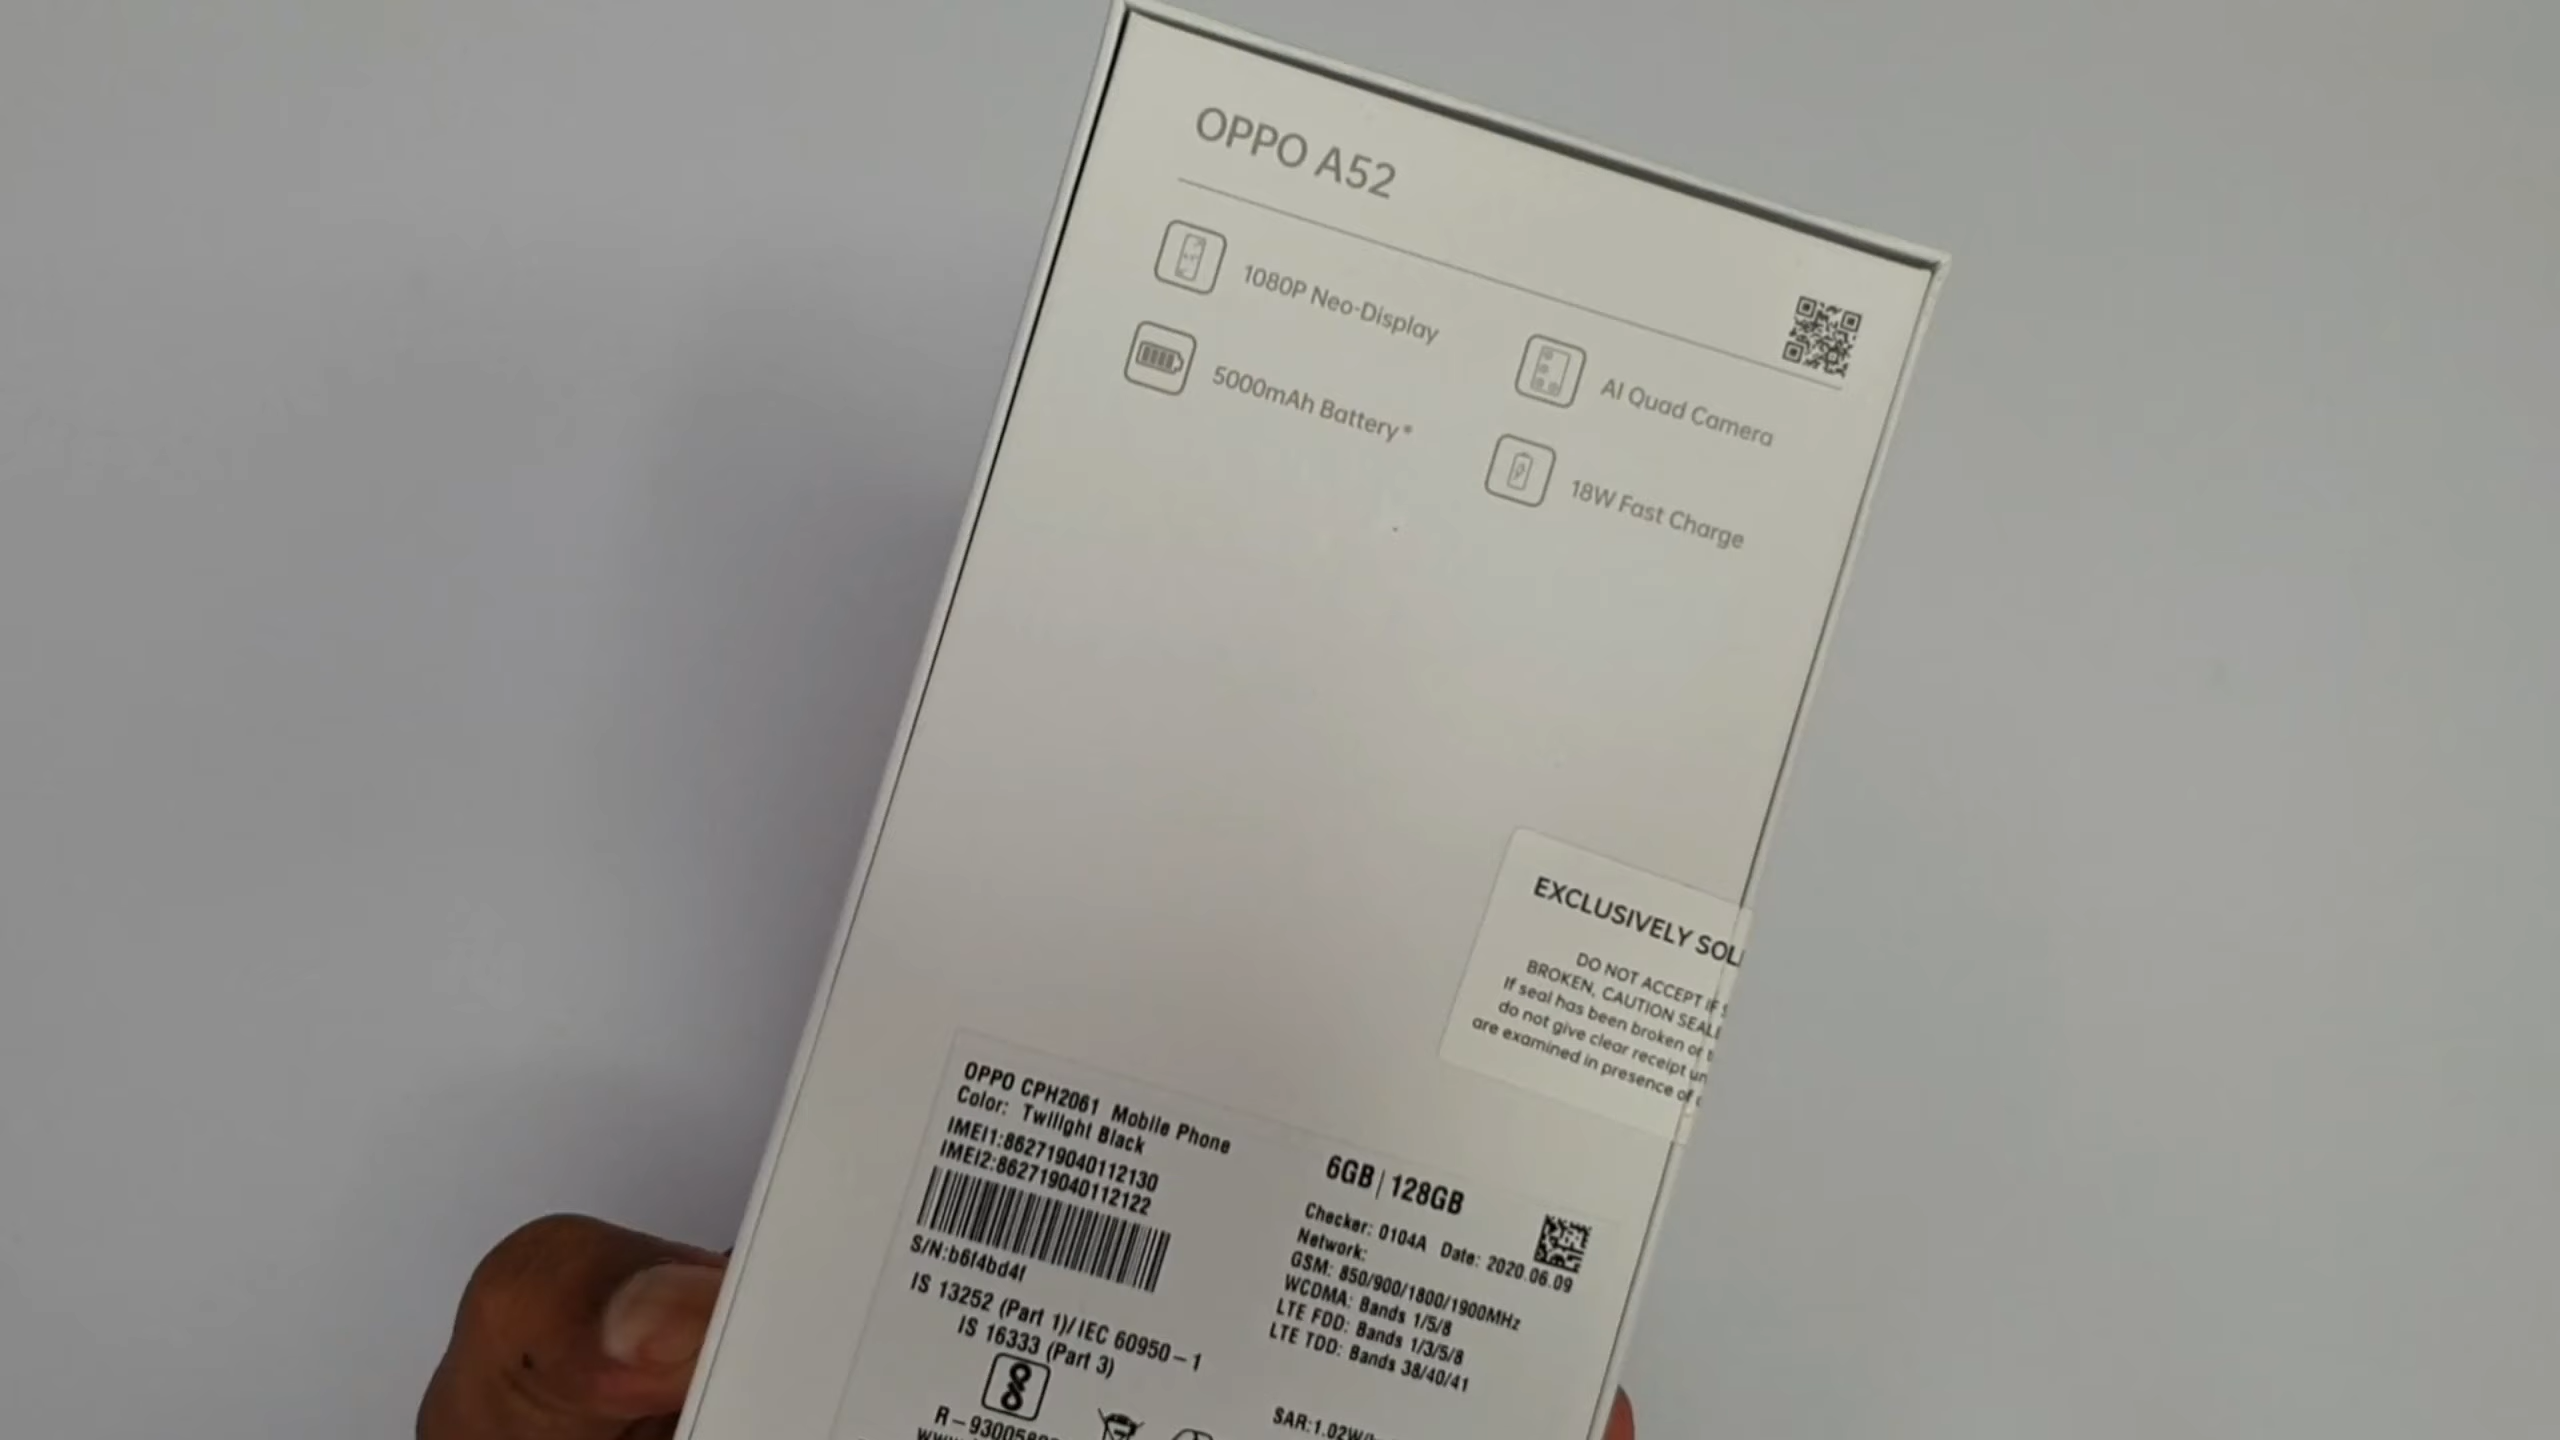 OPPO A52
1080P Neo-Display
AI Quad Camera
5000mAh Battery*
18W Fast Charge
EXCLUSIVELY
DO NOT ACCEPT IF
BROKEN, CAUTION
If seal has been broken or
do not give clear receipt
are examined in presence of
OPPO CPH2061 Mobile Phone
Color: Twilight Black
IMEI1:862719040112130
IMEI2:862719040112122
S/N:b6f4bd4f
IS 13252 (Part 1)/IEC 60950-1
IS 16333 (Part 3)
6GB | 128GB
Checker: 0104A Date: 2020.06.09
Network:
GSM: 850/900/1800/1900MHz
WCDMA: Bands 1/5/8
LTE FDD: Bands 1/3/5/8
LTE TDD: Bands 38/40/41